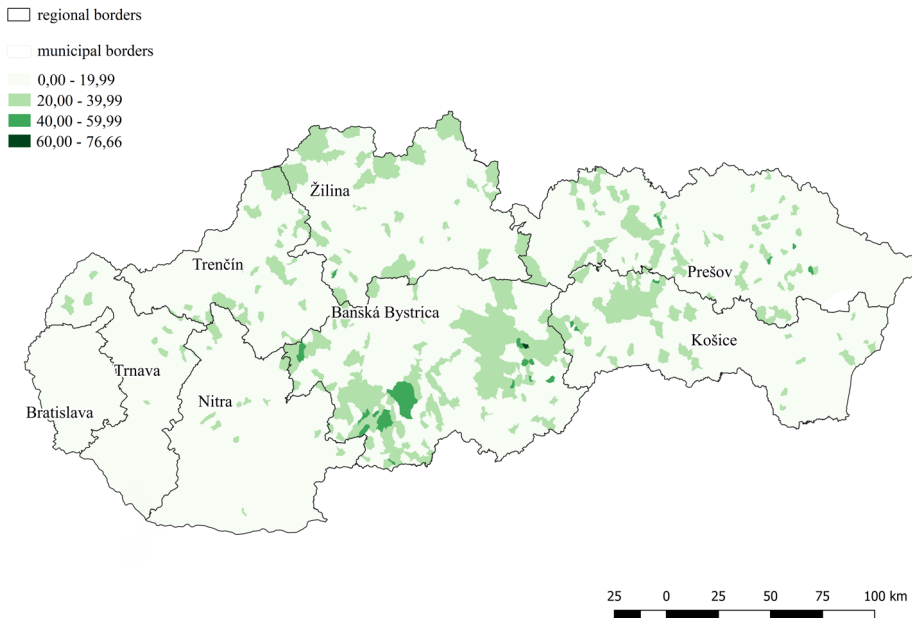 regional borders
municipal borders
0,00 - 19,99
20,00 - 39,99
40,00 - 59,99
60,00 - 76,66
Žilina
Trenčín
Prešov
Banská Bystrica
Košice
Trnava
Nitra
Bratislava
25 0 25 50 75 100 km